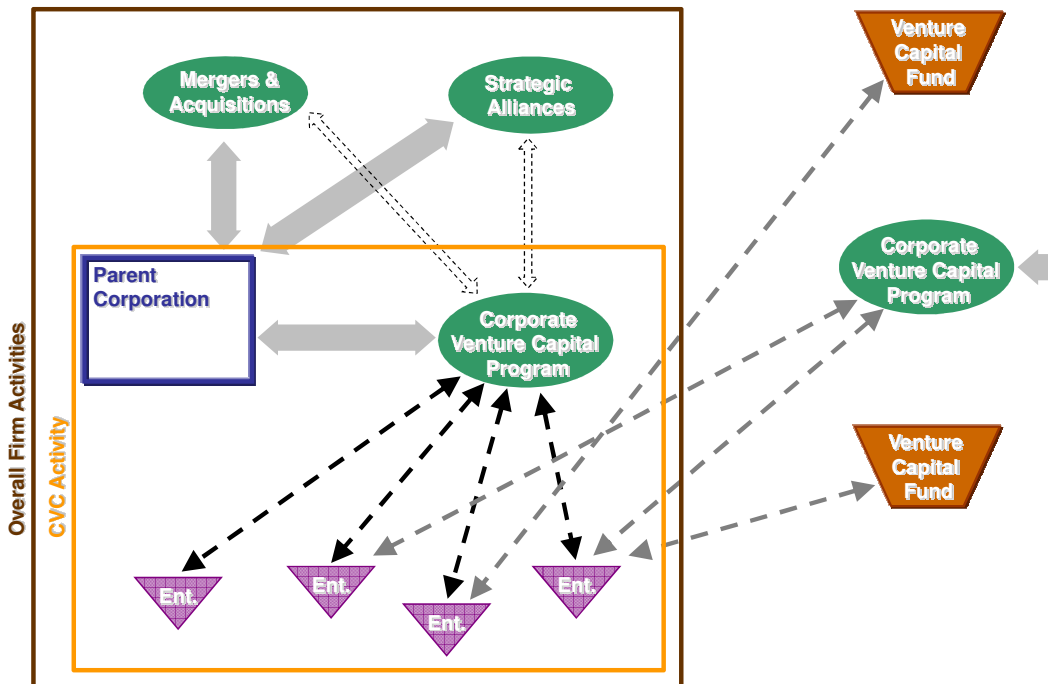 Mergers &
Acquisitions
Strategic
Alliances
Venture
Capital
Fund
Parent
Corporation
Corporate
Venture Capital
Program
Corporate
Venture Capital
Program
Venture
Capital
Fund
Overall Firm Activities
CVC Activity
Ent.
Ent.
Ent.
Ent.